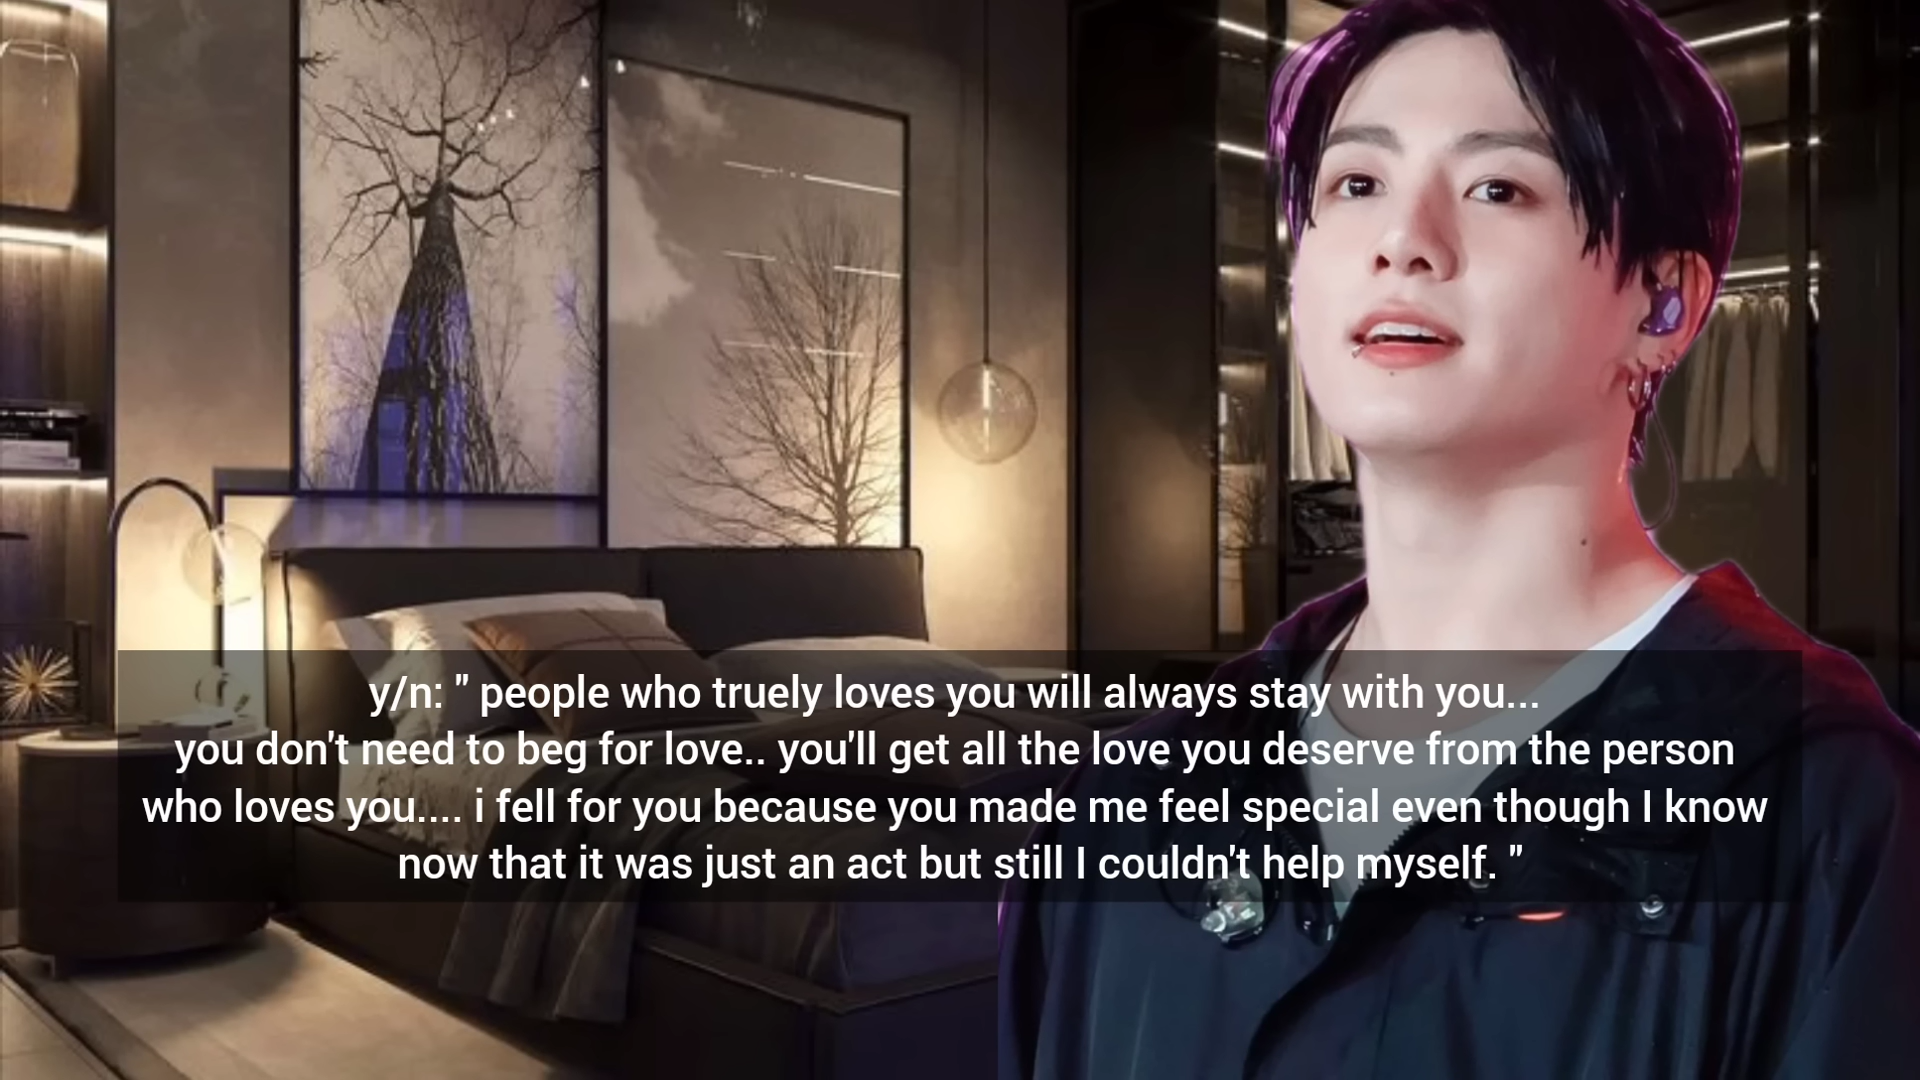 y/n: " people who truely loves you will always stay with you...
you don't need to beg for love.. you'll get all the love you deserve from the person
who loves you.... i fell for you because you made me feel special even though I know
now that it was just an act but still I couldn't help myself. "